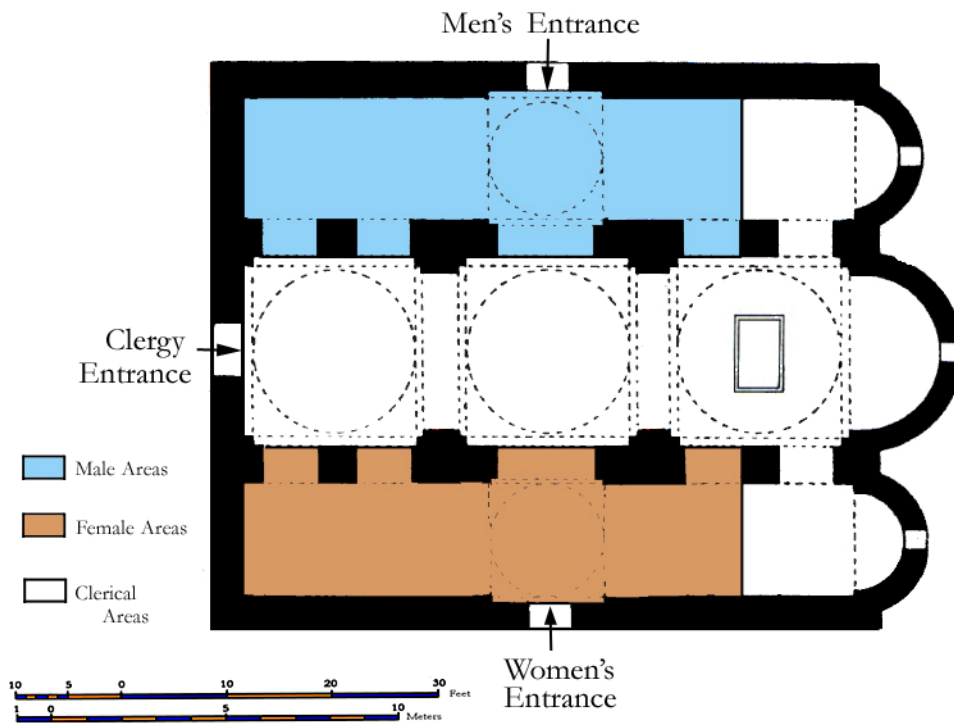 Men's Entrance
Clergy
Entrance
Male Areas
Female Areas
Clerical
Areas
Women's
Entrance
10 5 0 10 20 30
Feet
1 0 5 10
Meters